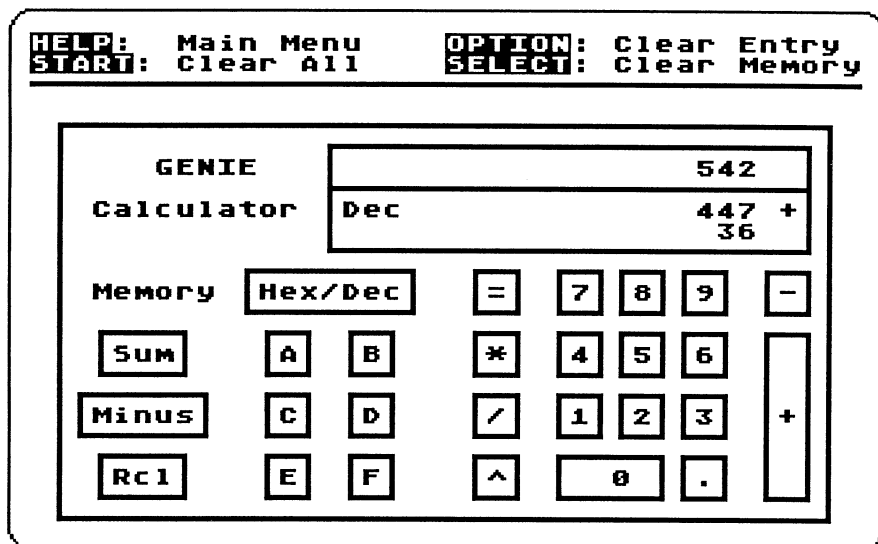 HELP: Main Menu OPTION: Clear Entry
START: Clear All SELECT: Clear Memory
GENIE 542
Calculator Dec 447 +
36
Memory Hex/Dec = 7 8 9 -
Sum A B * 4 5 6
Minus C D / 1 2 3 +
Rcl E F ^ 0 .